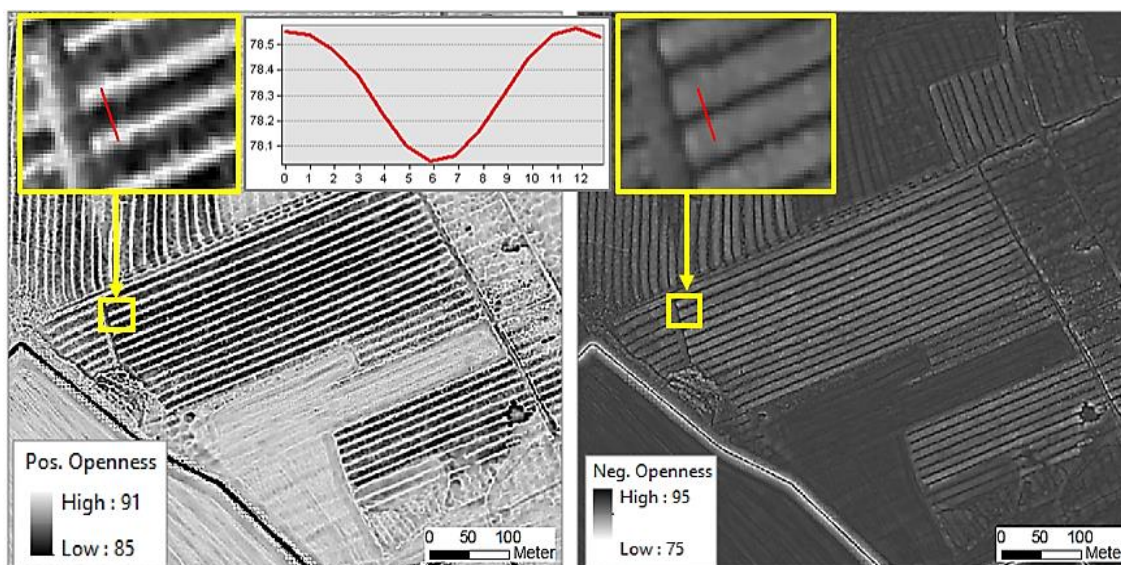 78.5
78.4
78.3
78.2
78.1
0 1 2 3 4 5 6 7 8 9 10 11 12
Pos. Openness
High : 91
Low : 85
0 50 100
Meter
Neg. Openness
High : 95
Low : 75
0 50 100
Meter